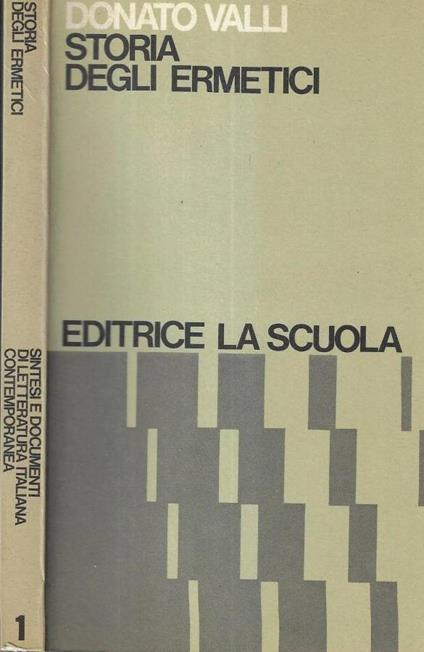 STORIA
DEGLI ERMETICI
SINTESI E DOCUMENTI
DI LETTERATURA ITALIANA
CONTEMPORANEA
1
DONATO VALLI
STORIA
DEGLI ERMETICI
EDITRICE LA SCUOLA